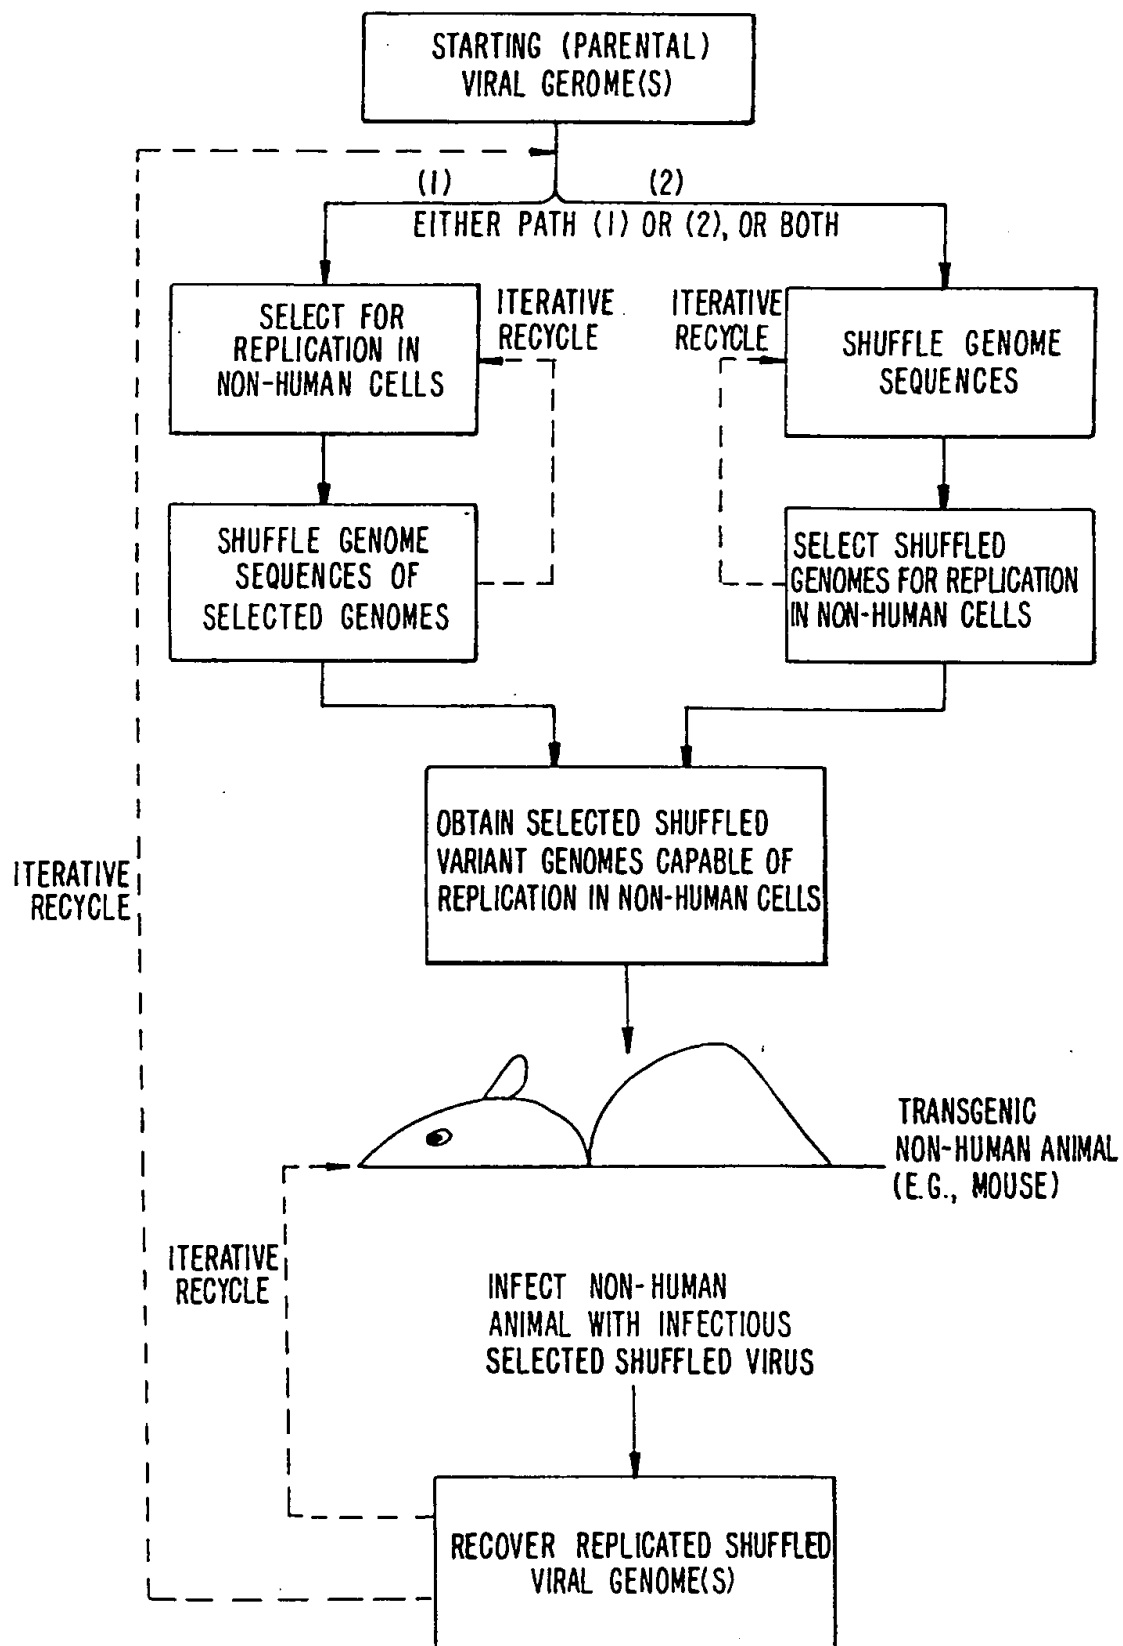 STARTING (PARENTAL)
VIRAL GEROME(S)
(1)
(2)
EITHER PATH (1) OR (2), OR BOTH
SELECT FOR
REPLICATION IN
NON-HUMAN CELLS
ITERATIVE
RECYCLE
ITERATIVE
RECYCLE
SHUFFLE GENOME
SEQUENCES
SHUFFLE GENOME
SEQUENCES OF
SELECTED GENOMES
SELECT SHUFFLED
GENOMES FOR REPLICATION
IN NON-HUMAN CELLS
OBTAIN SELECTED SHUFFLED
VARIANT GENOMES CAPABLE OF
REPLICATION IN NON-HUMAN CELLS
ITERATIVE
RECYCLE
TRANSGENIC
NON-HUMAN ANIMAL
(E.G., MOUSE)
ITERATIVE
RECYCLE
INFECT NON-HUMAN
ANIMAL WITH INFECTIOUS
SELECTED SHUFFLED VIRUS
RECOVER REPLICATED SHUFFLED
VIRAL GENOME(S)